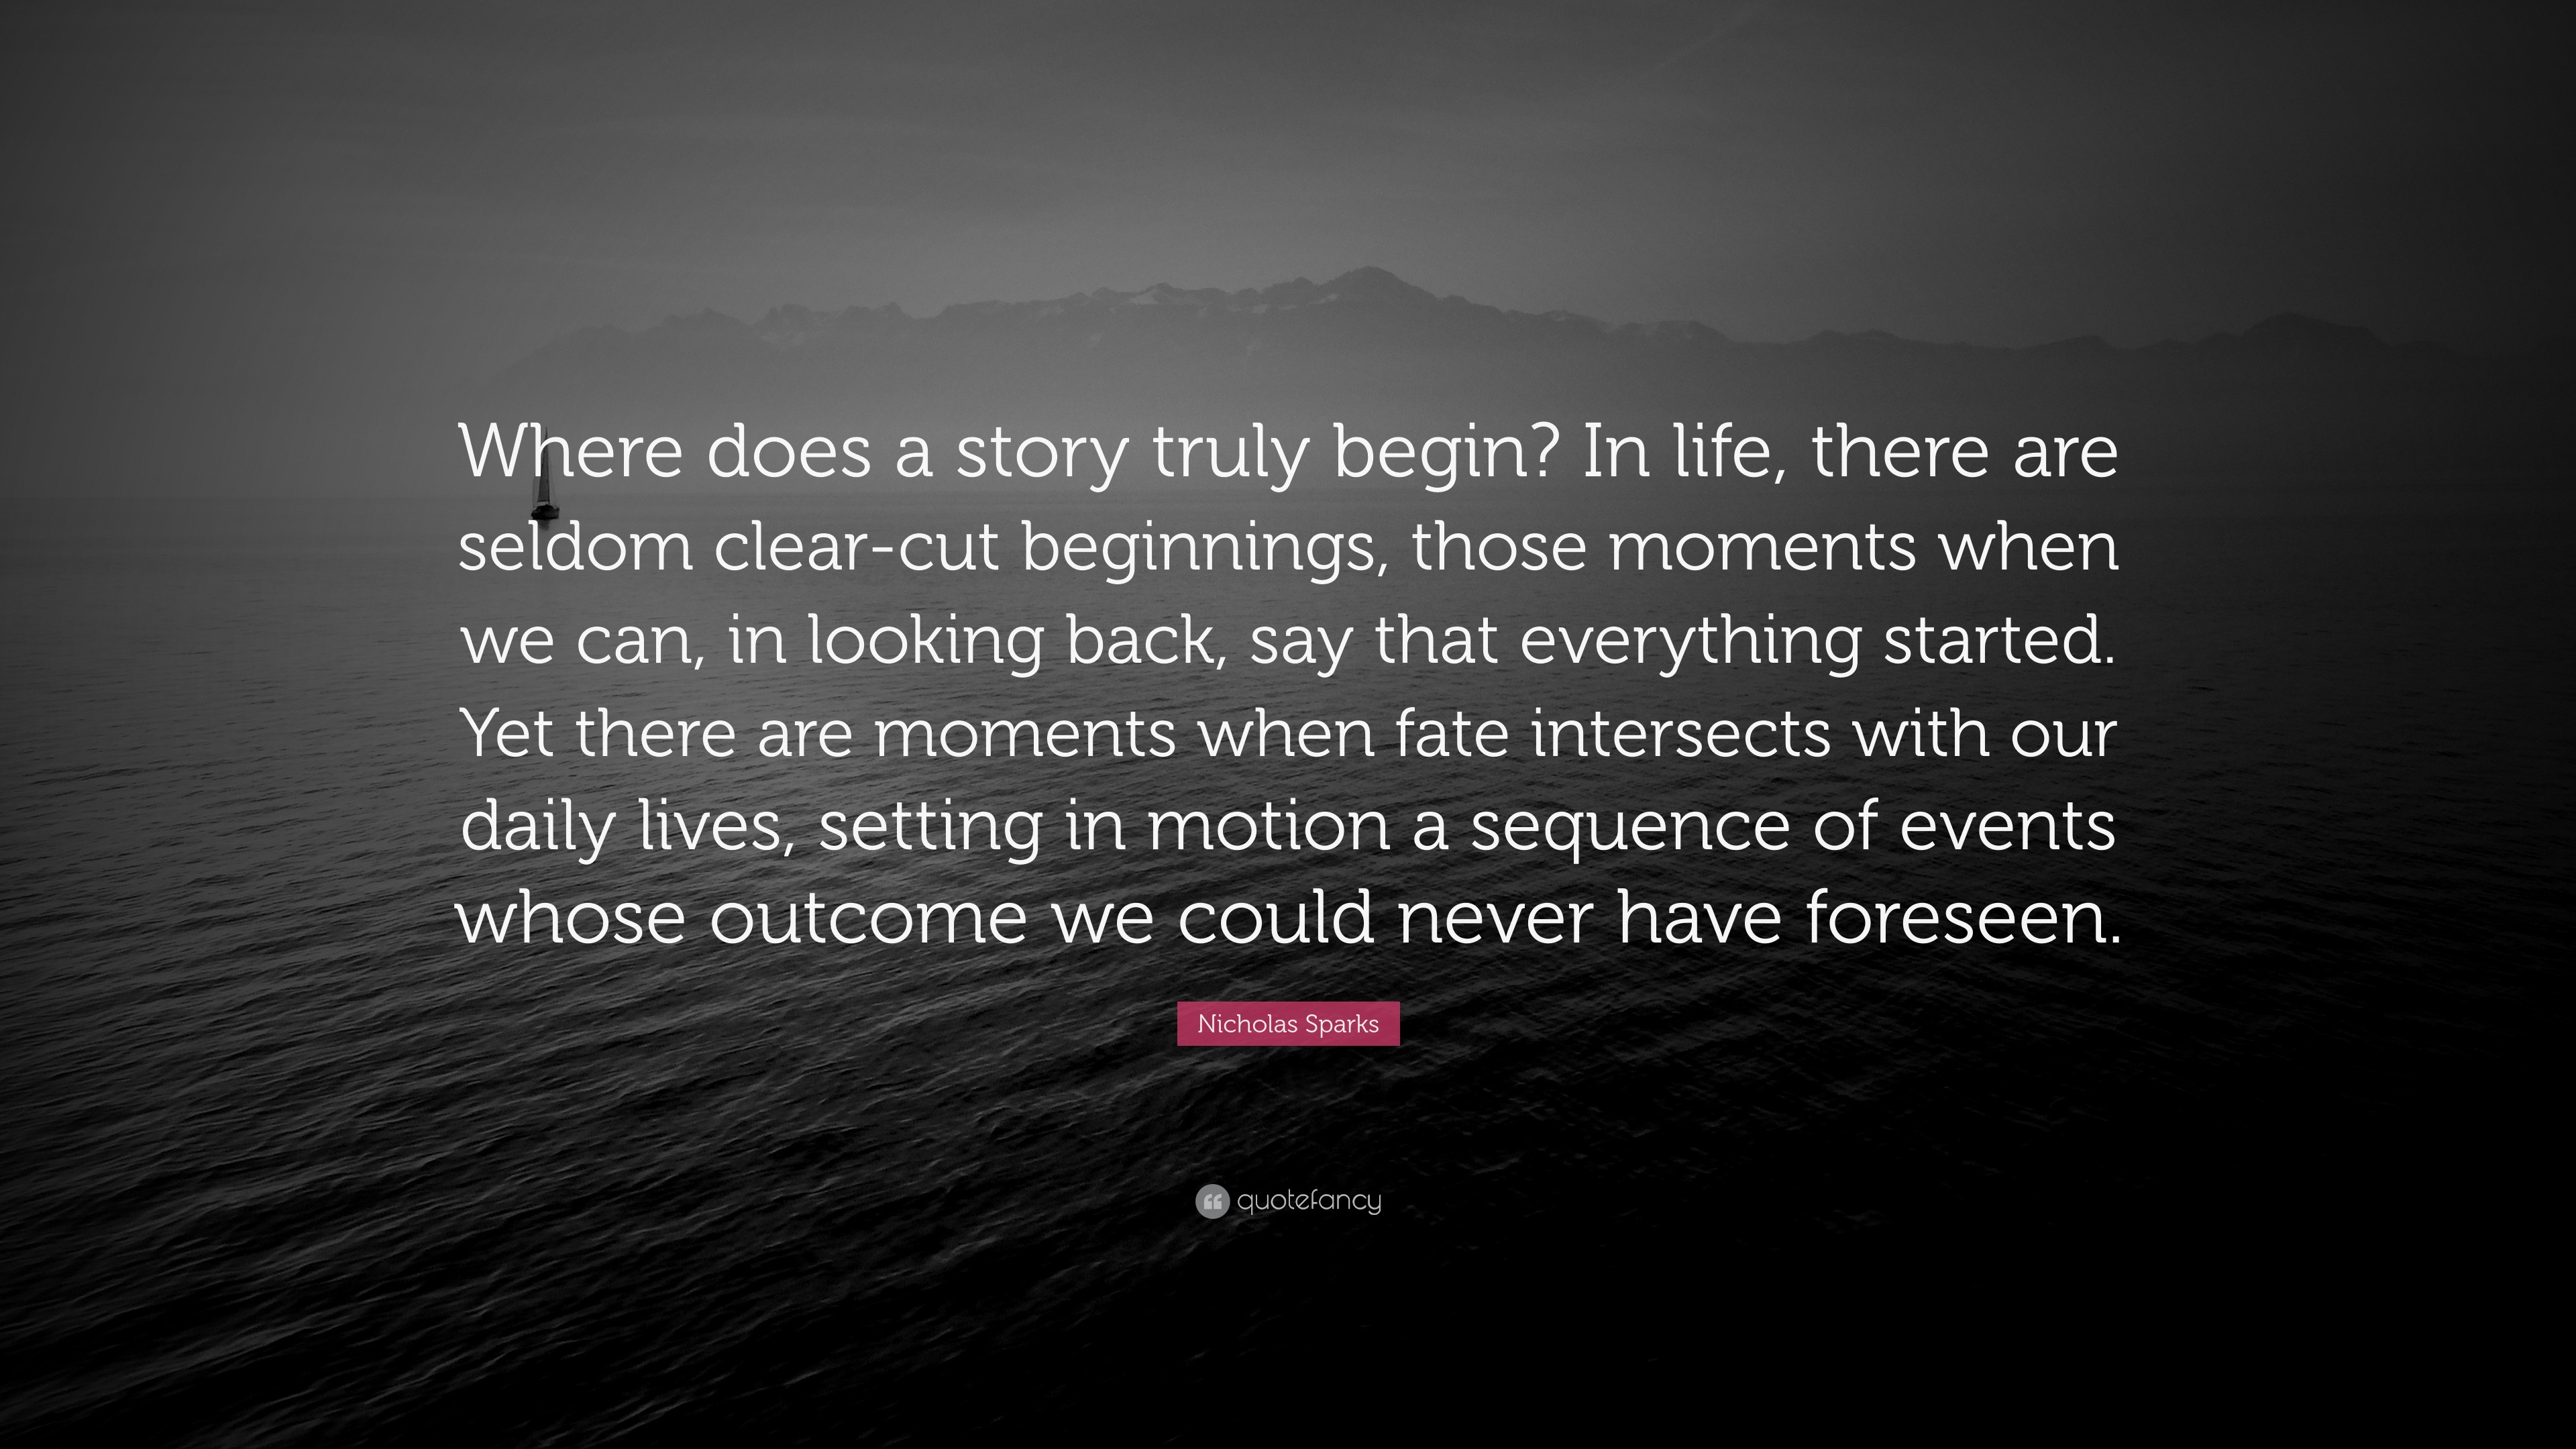 Where does a story truly begin? In life, there are
seldom clear-cut beginnings, those moments when
we can, in looking back, say that everything started.
Yet there are moments when fate intersects with our
daily lives, setting in motion a sequence of events
whose outcome we could never have foreseen.
Nicholas Sparks
quotefancy